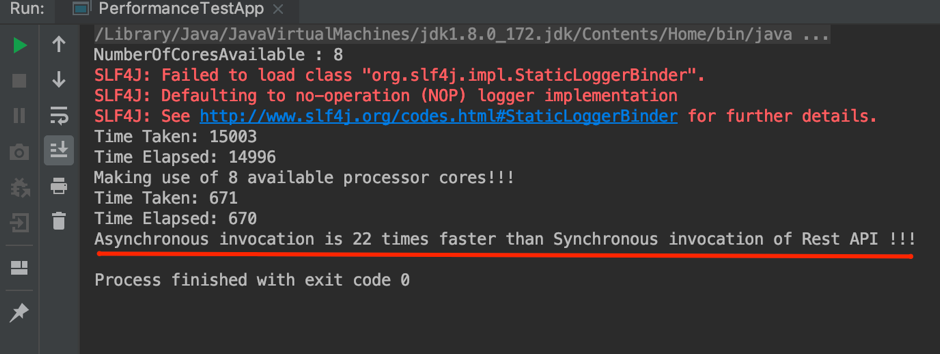 Run:
PerformanceTestApp
/Library/Java/JavaVirtualMachines/jdk1.8.0_172.jdk/Contents/Home/bin/java ...
NumberOfCoresAvailable : 8
SLF4J: Failed to load class "org.slf4j.impl.StaticLoggerBinder".
SLF4J: Defaulting to no-operation (NOP) logger implementation
SLF4J: See http://www.slf4j.org/codes.html#StaticLoggerBinder for further details.
Time Taken: 15003
Time Elapsed: 14996
Making use of 8 available processor cores!!!
Time Taken: 671
Time Elapsed: 670
Asynchronous invocation is 22 times faster than Synchronous invocation of Rest API !!!
Process finished with exit code 0